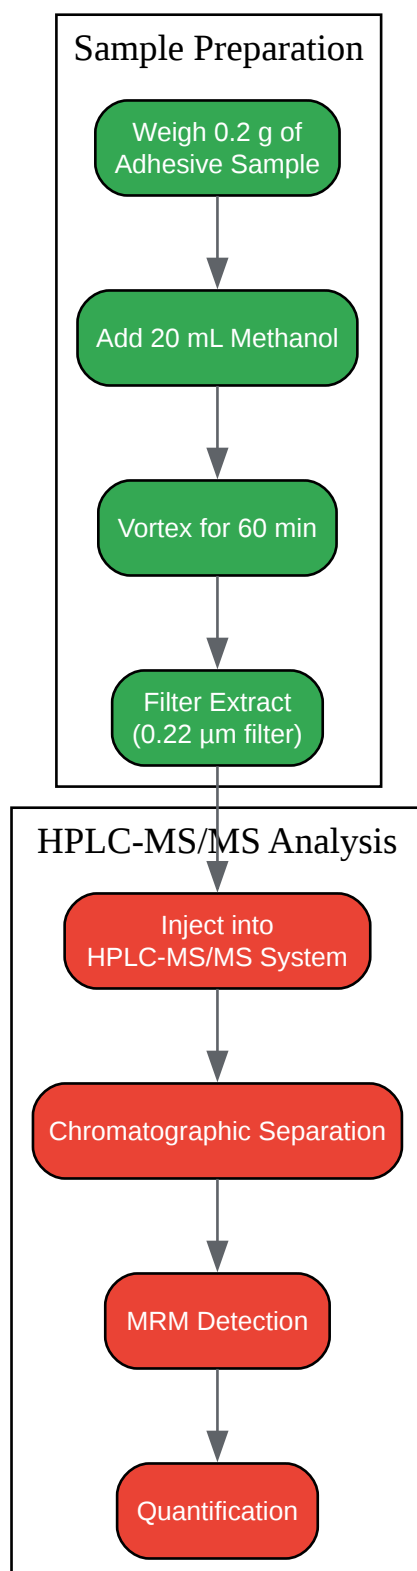 Sample Preparation
Weigh 0.2 g of
Adhesive Sample
Add 20 mL Methanol
Vortex for 60 min
Filter Extract
(0.22 µm filter)
HPLC-MS/MS Analysis
Inject into
HPLC-MS/MS System
Chromatographic Separation
MRM Detection
Quantification